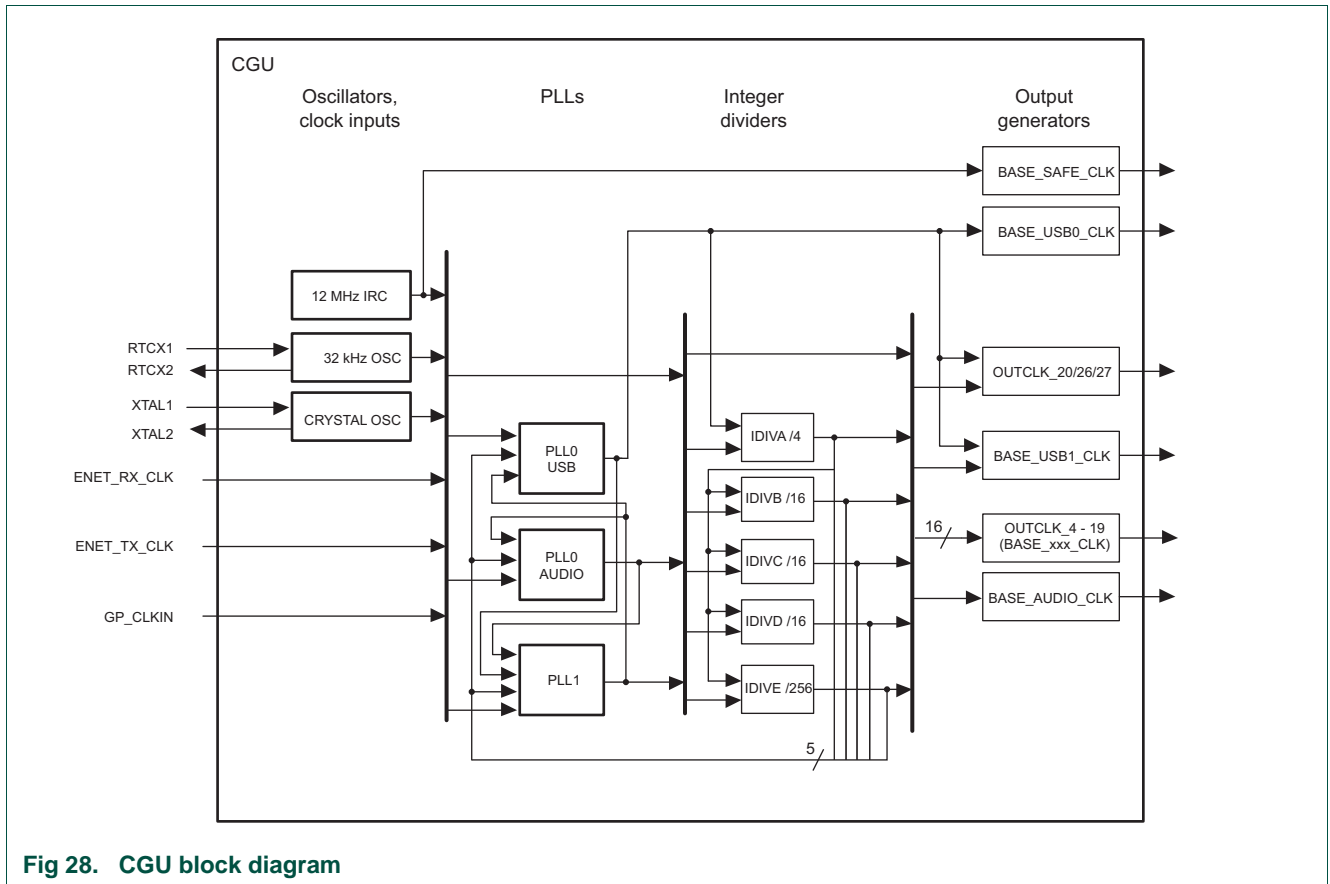 CGU
Oscillators,
clock inputs
PLLs
Integer
dividers
Output
generators
BASE_SAFE_CLK
BASE_USB0_CLK
12 MHz IRC
RTCX1
RTCX2
32 kHz OSC
OUTCLK_20/26/27
XTAL1
XTAL2
CRYSTAL OSC
PLL0
USB
IDIVA /4
BASE_USB1_CLK
ENET_RX_CLK
IDIVB /16
16
OUTCLK_4 - 19
(BASE_xxx_CLK)
ENET_TX_CLK
PLL0
AUDIO
IDIVC /16
BASE_AUDIO_CLK
GP_CLKIN
IDIVD /16
PLL1
IDIVE /256
5
Fig 28. CGU block diagram